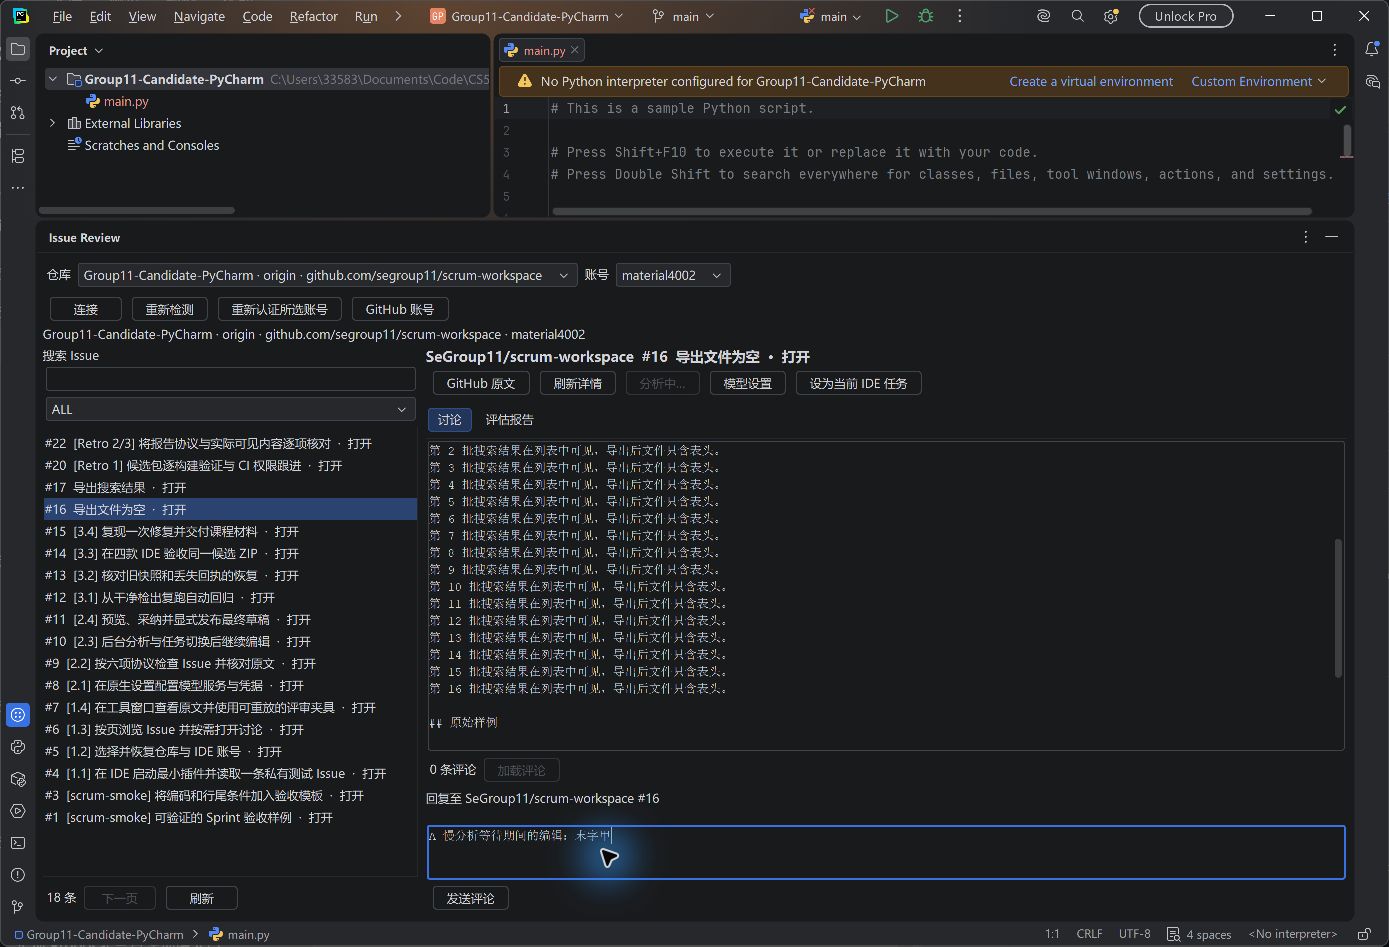 File Edit View Navigate Code Refactor Run
GP Group11-Candidate-PyCharm
main
main
Unlock Pro
Project
Group11-Candidate-PyCharm C:\Users\33583\Documents\Code\CS5
main.py
External Libraries
Scratches and Consoles
main.py
No Python interpreter configured for Group11-Candidate-PyCharm
Create a virtual environment
Custom Environment
1 # This is a sample Python script.
2
3 # Press Shift+F10 to execute it or replace it with your code.
4 # Press Double Shift to search everywhere for classes, files, tool windows, actions, and settings.
5
Issue Review
仓库 Group11-Candidate-PyCharm · origin · github.com/segroup11/scrum-workspace 账号 material4002
连接 重新检测 重新认证所选账号 GitHub 账号
Group11-Candidate-PyCharm · origin · github.com/segroup11/scrum-workspace · material4002
搜索 Issue
ALL
#22 [Retro 2/3] 将报告协议与实际可见内容逐项核对 · 打开
#20 [Retro 1] 候选包逐构建验证与 CI 权限跟进 · 打开
#17 导出搜索结果 · 打开
#16 导出文件为空 · 打开
#15 [3.4] 复现一次修复并交付课程材料 · 打开
#14 [3.3] 在四款 IDE 验收同一候选 ZIP · 打开
#13 [3.2] 核对旧快照和丢失回执的恢复 · 打开
#12 [3.1] 从干净检出复跑自动回归 · 打开
#11 [2.4] 预览、采纳并显式发布最终草稿 · 打开
#10 [2.3] 后台分析与任务切换后继续编辑 · 打开
#9 [2.2] 按六项协议检查 Issue 并核对原文 · 打开
#8 [2.1] 在原生设置配置模型服务与凭据 · 打开
#7 [1.4] 在工具窗口查看原文并使用可重放的评审夹具 · 打开
#6 [1.3] 按页浏览 Issue 并按需打开讨论 · 打开
#5 [1.2] 选择并恢复仓库与 IDE 账号 · 打开
#4 [1.1] 在 IDE 启动最小插件并读取一条私有测试 Issue · 打开
#3 [scrum-smoke] 将编码和行尾条件加入验收模板 · 打开
#1 [scrum-smoke] 可验证的 Sprint 验收样例 · 打开
18 条 下一页 刷新
SeGroup11/scrum-workspace #16 导出文件为空 • 打开
GitHub 原文 刷新详情 分析中... 模型设置 设为当前 IDE 任务
讨论 评估报告
第 2 批搜索结果在列表中可见，导出后文件只含表头。
第 3 批搜索结果在列表中可见，导出后文件只含表头。
第 4 批搜索结果在列表中可见，导出后文件只含表头。
第 5 批搜索结果在列表中可见，导出后文件只含表头。
第 6 批搜索结果在列表中可见，导出后文件只含表头。
第 7 批搜索结果在列表中可见，导出后文件只含表头。
第 8 批搜索结果在列表中可见，导出后文件只含表头。
第 9 批搜索结果在列表中可见，导出后文件只含表头。
第 10 批搜索结果在列表中可见，导出后文件只含表头。
第 11 批搜索结果在列表中可见，导出后文件只含表头。
第 12 批搜索结果在列表中可见，导出后文件只含表头。
第 13 批搜索结果在列表中可见，导出后文件只含表头。
第 14 批搜索结果在列表中可见，导出后文件只含表头。
第 15 批搜索结果在列表中可见，导出后文件只含表头。
第 16 批搜索结果在列表中可见，导出后文件只含表头。
## 原始样例
0 条评论 加载评论
回复至 SeGroup11/scrum-workspace #16
A 慢分析等待期间的编辑：末字甲
发送评论
Group11-Candidate-PyCharm > main.py
1:1 CRLF UTF-8 4 spaces <No interpreter>